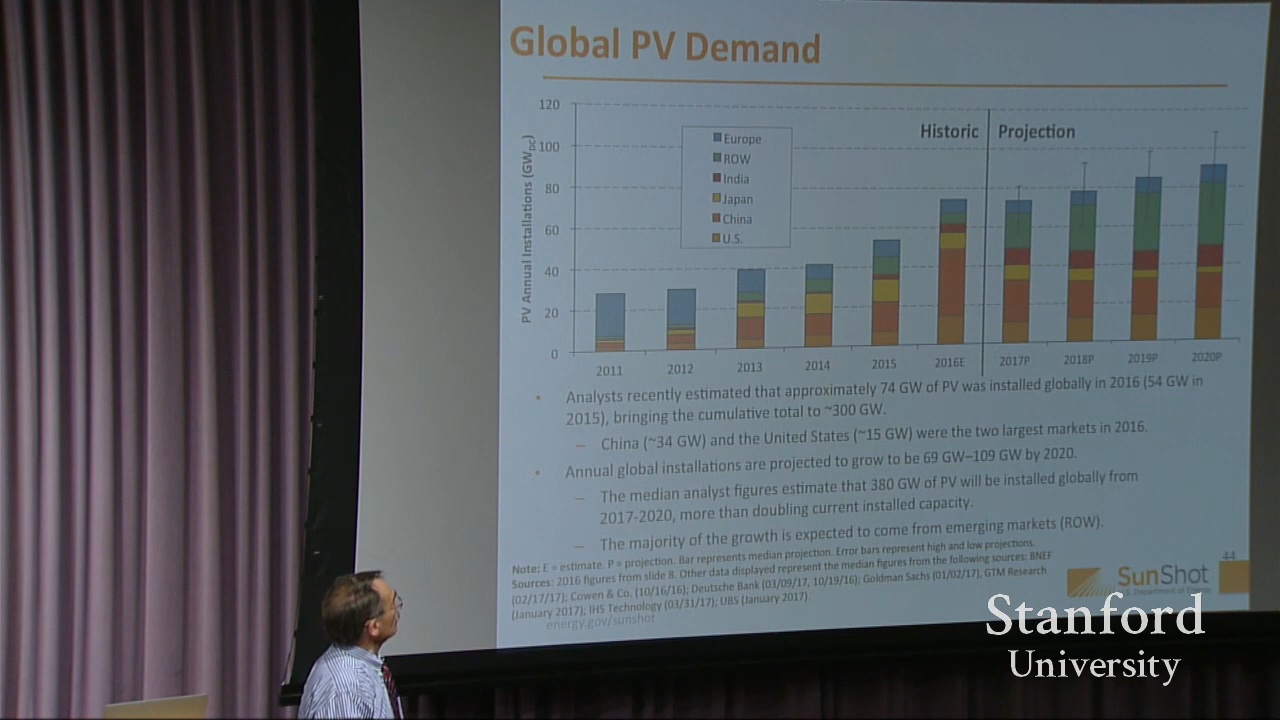 Global PV Demand
120
100
80
60
40
20
0
PV Annual Installations (GWDC)
Europe
ROW
India
Japan
China
U.S.
Historic
Projection
2011
2012
2013
2014
2015
2016E
2017P
2018P
2019P
2020P
• Analysts recently estimated that approximately 74 GW of PV was installed globally in 2016 (54 GW in
2015), bringing the cumulative total to ~300 GW.
– China (~34 GW) and the United States (~15 GW) were the two largest markets in 2016.
• Annual global installations are projected to grow to be 69 GW–109 GW by 2020.
– The median analyst figures estimate that 380 GW of PV will be installed globally from
2017-2020, more than doubling current installed capacity.
– The majority of the growth is expected to come from emerging markets (ROW).
Note: E = estimate. P = projection. Bar represents median projection. Error bars represent high and low projections.
Sources: 2016 figures from slide 8. Other data displayed represent the median figures from the following sources: BNEF
(02/17/17); Cowen & Co. (10/16/16); Deutsche Bank (03/09/17, 10/19/16); Goldman Sachs (01/02/17), GTM Research
(January 2017); IHS Technology (03/31/17); UBS (January 2017).
energy.gov/sunshot
44
SunShot
U.S. Department of Energy
Stanford
University